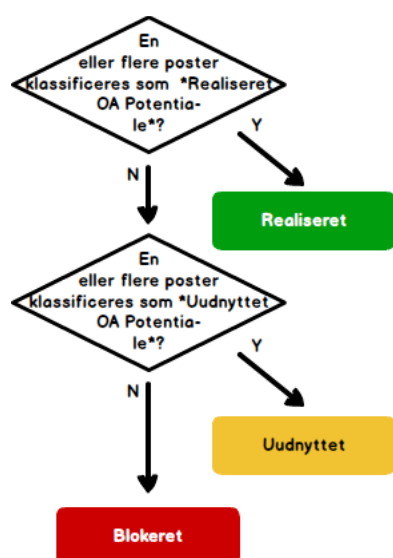 En
eller flere poster
klassificeres som *Realiseret
OA Potentia-
le*?
Y
N
Realiseret
En
eller flere poster
klassificeres som *Uudnyttet
OA Potentia-
le*?
Y
N
Uudnyttet
Blokeret